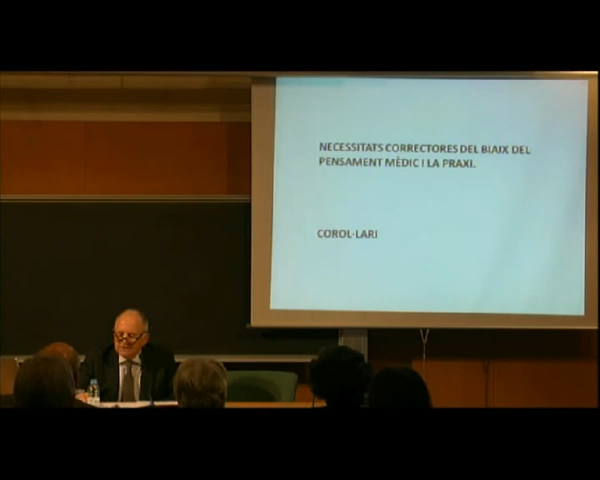 NECESSITATS CORRECTORES DEL BIAIX DEL
PENSAMENT MÈDIC I LA PRAXI.
COROL·LARI